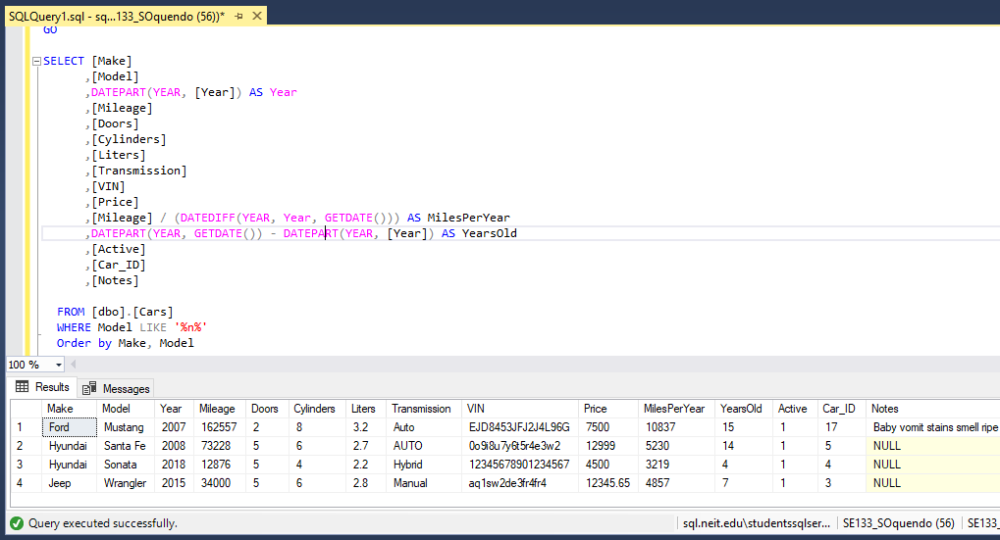 SQLQuery1.sql - sq...133_SOquendo (56))*
GO
SELECT [Make]
,[Model]
,DATEPART(YEAR, [Year]) AS Year
,[Mileage]
,[Doors]
,[Cylinders]
,[Liters]
,[Transmission]
,[VIN]
,[Price]
,[Mileage] / (DATEDIFF(YEAR, Year, GETDATE())) AS MilesPerYear
,DATEPART(YEAR, GETDATE()) - DATEPART(YEAR, [Year]) AS YearsOld
,[Active]
,[Car_ID]
,[Notes]
FROM [dbo].[Cars]
WHERE Model LIKE '%n%'
Order by Make, Model
100 %
Results Messages
Make Model Year Mileage Doors Cylinders Liters Transmission VIN Price MilesPerYear YearsOld Active Car_ID Notes
1 Ford Mustang 2007 162557 2 8 3.2 Auto EJD8453JFJ2J4L96G 7500 10837 15 1 17 Baby vomit stains smell ripe
2 Hyundai Santa Fe 2008 73228 5 6 2.7 AUTO 0o9i8u7y6t5r4e3w2 12999 5230 14 1 5 NULL
3 Hyundai Sonata 2018 12876 5 4 2.2 Hybrid 12345678901234567 4500 3219 4 1 4 NULL
4 Jeep Wrangler 2015 34000 5 6 2.8 Manual aq1sw2de3fr4fr4 12345.65 4857 7 1 3 NULL
Query executed successfully. sql.neit.edu\studentssqlser... SE133_SOquendo (56) SE133_